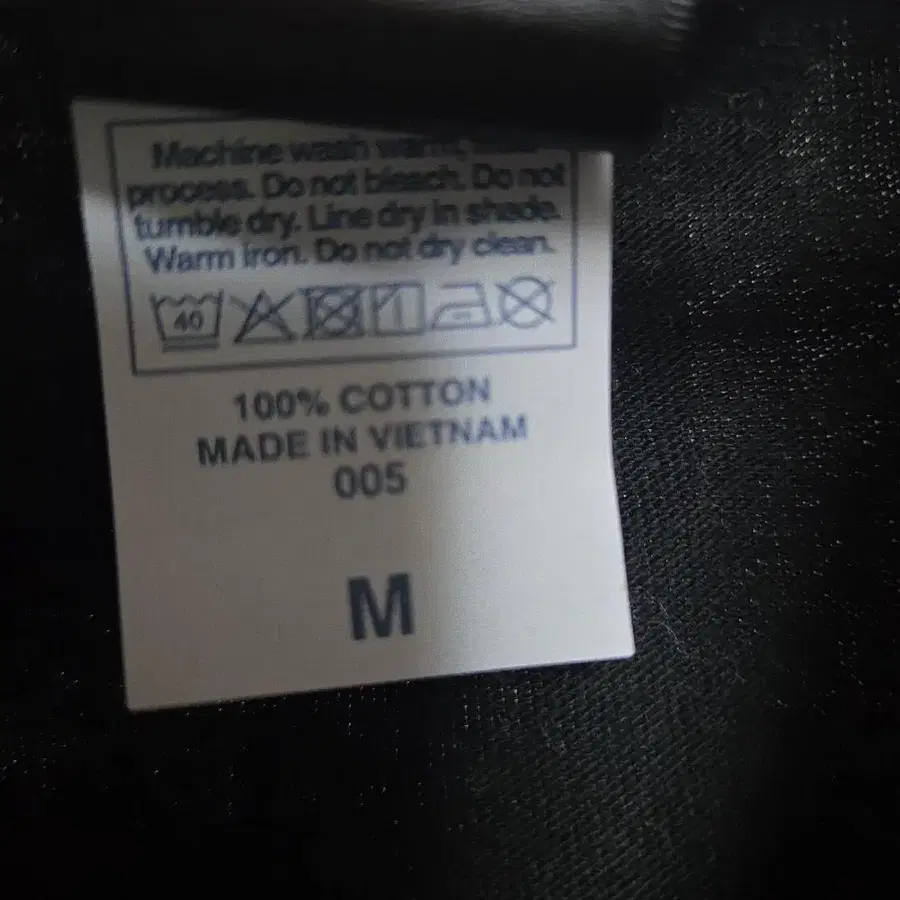 Machine wash warm,
process. Do not bleach. Do not
tumble dry. Line dry in shade.
Warm iron. Do not dry clean.
40
100% COTTON
MADE IN VIETNAM
005
M